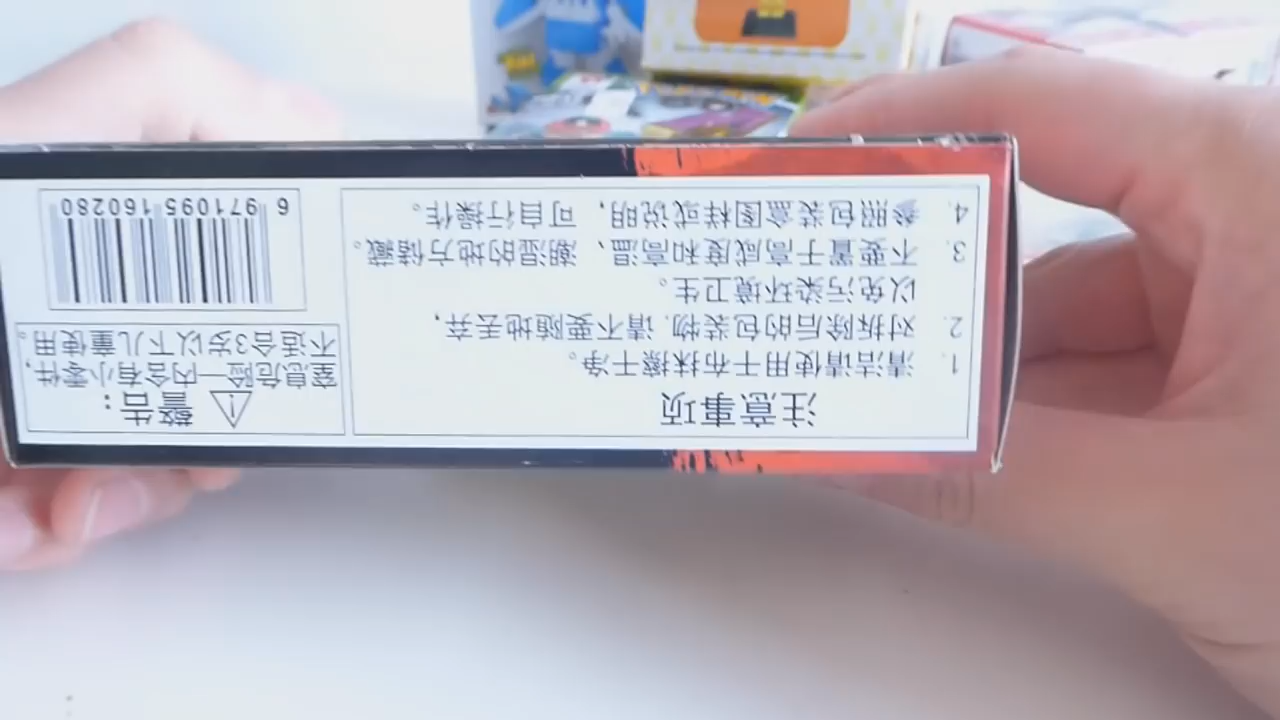 注意事项
1. 清洁请使用干布抹擦干净。
2. 对拆除后的包装物, 请不要随地丢弃,
以免污染环境卫生。
3. 不要置于高咸度和高温、潮湿的地方储藏。
4. 参照包装盒图样或说明, 可自行操作。
警告:
窒息危险—内含有小零件,
不适合3岁以下儿童使用。
6 971095 160280